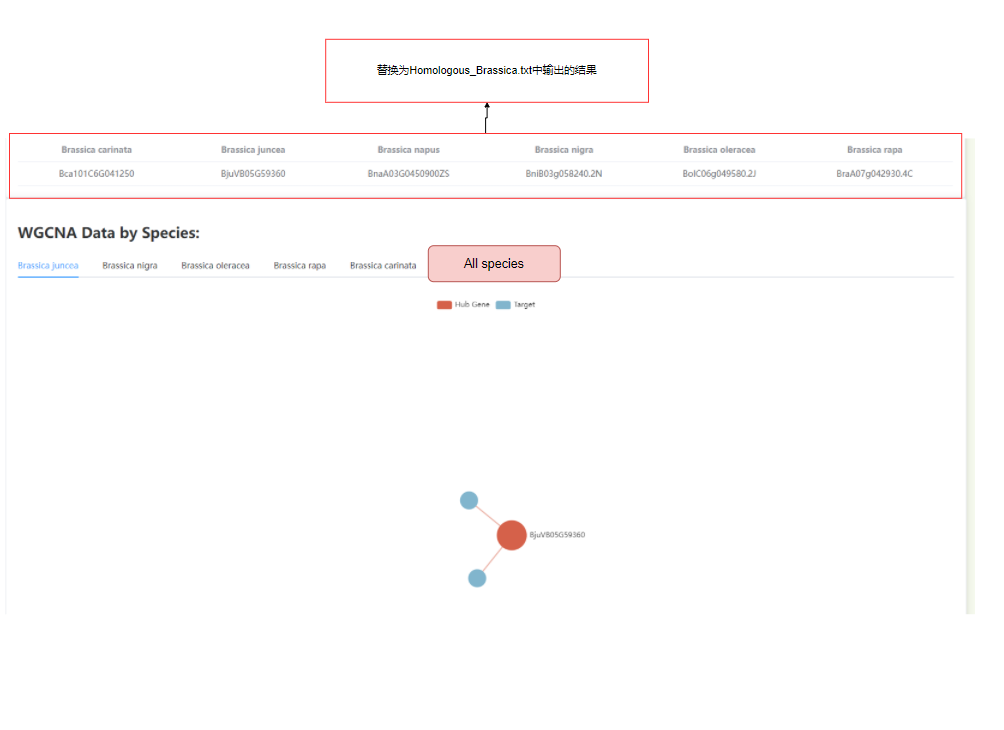 替换为Homologous_Brassica.txt中输出的结果
Brassica carinata Brassica juncea Brassica napus Brassica nigra Brassica oleracea Brassica rapa
Bca101C6G041250 BjuVB05G59360 BnaA03G0450900ZS BniB03g058240.2N BolC06g049580.2J BraA07g042930.4C
WGCNA Data by Species:
Brassica juncea Brassica nigra Brassica oleracea Brassica rapa Brassica carinata All species
Hub Gene Target
BjuVB05G59360